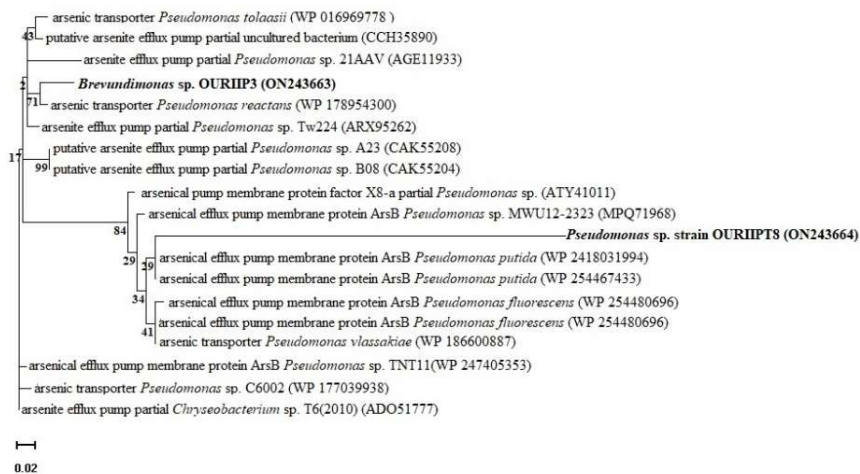 arsenic transporter Pseudomonas tolaasii (WP 016969778 )
43
putative arsenite efflux pump partial uncultured bacterium (CCH35890)
arsenite efflux pump partial Pseudomonas sp. 21AAV (AGE11933)
2
Brevundimonas sp. OURIIP3 (ON243663)
71
arsenic transporter Pseudomonas reactans (WP 178954300)
arsenite efflux pump partial Pseudomonas sp. Tw224 (ARX95262)
17
putative arsenite efflux pump partial Pseudomonas sp. A23 (CAK55208)
99
putative arsenite efflux pump partial Pseudomonas sp. B08 (CAK55204)
arsenical pump membrane protein factor X8-a partial Pseudomonas sp. (ATY41011)
84
arsenical efflux pump membrane protein ArsB Pseudomonas sp. MWU12-2323 (MPQ71968)
Pseudomonas sp. strain OURIIPT8 (ON243664)
29
29
arsenical efflux pump membrane protein ArsB Pseudomonas putida (WP 2418031994)
arsenical efflux pump membrane protein ArsB Pseudomonas putida (WP 254467433)
34
arsenical efflux pump membrane protein ArsB Pseudomonas fluorescens (WP 254480696)
41
arsenical efflux pump membrane protein ArsB Pseudomonas fluorescens (WP 254480696)
arsenic transporter Pseudomonas vlassakiae (WP 186600887)
arsenical efflux pump membrane protein ArsB Pseudomonas sp. TNT11(WP 247405353)
arsenic transporter Pseudomonas sp. C6002 (WP 177039938)
arsenite efflux pump partial Chryseobacterium sp. T6(2010) (ADO51777)
0.02